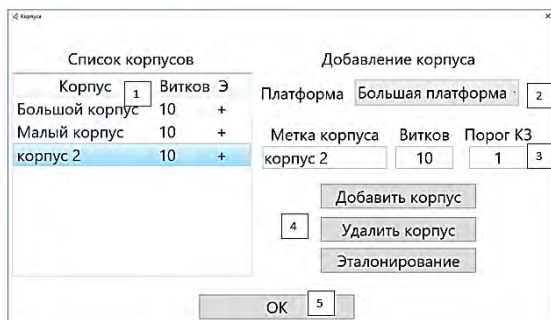 Корпуса
Список корпусов
Корпус 1 Витков Э
Большой корпус 10 +
Малый корпус 10 +
корпус 2 10 +
Добавление корпуса
Платформа Большая платформа 2
Метка корпуса Витков Порог КЗ
корпус 2 10 1 3
Добавить корпус
4 Удалить корпус
Эталонирование
ОК 5